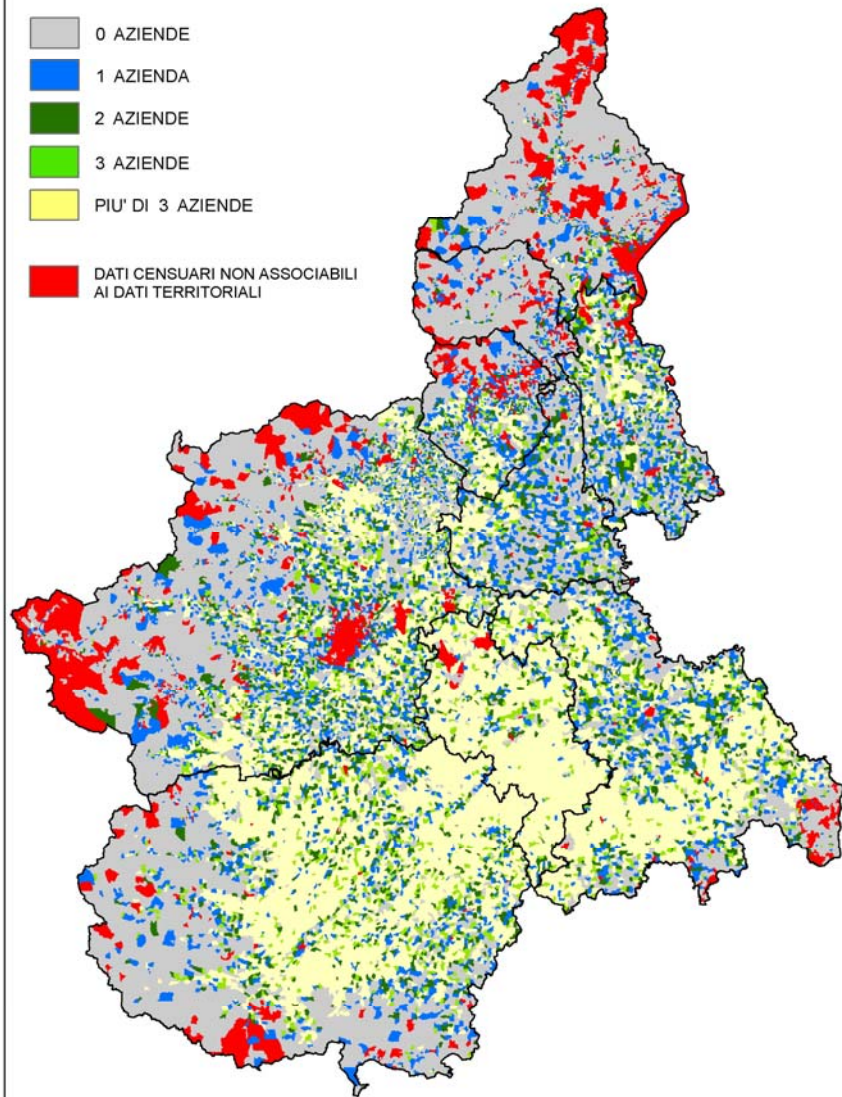 0 AZIENDE
1 AZIENDA
2 AZIENDE
3 AZIENDE
PIU' DI 3 AZIENDE
DATI CENSUARI NON ASSOCIABILI
AI DATI TERRITORIALI